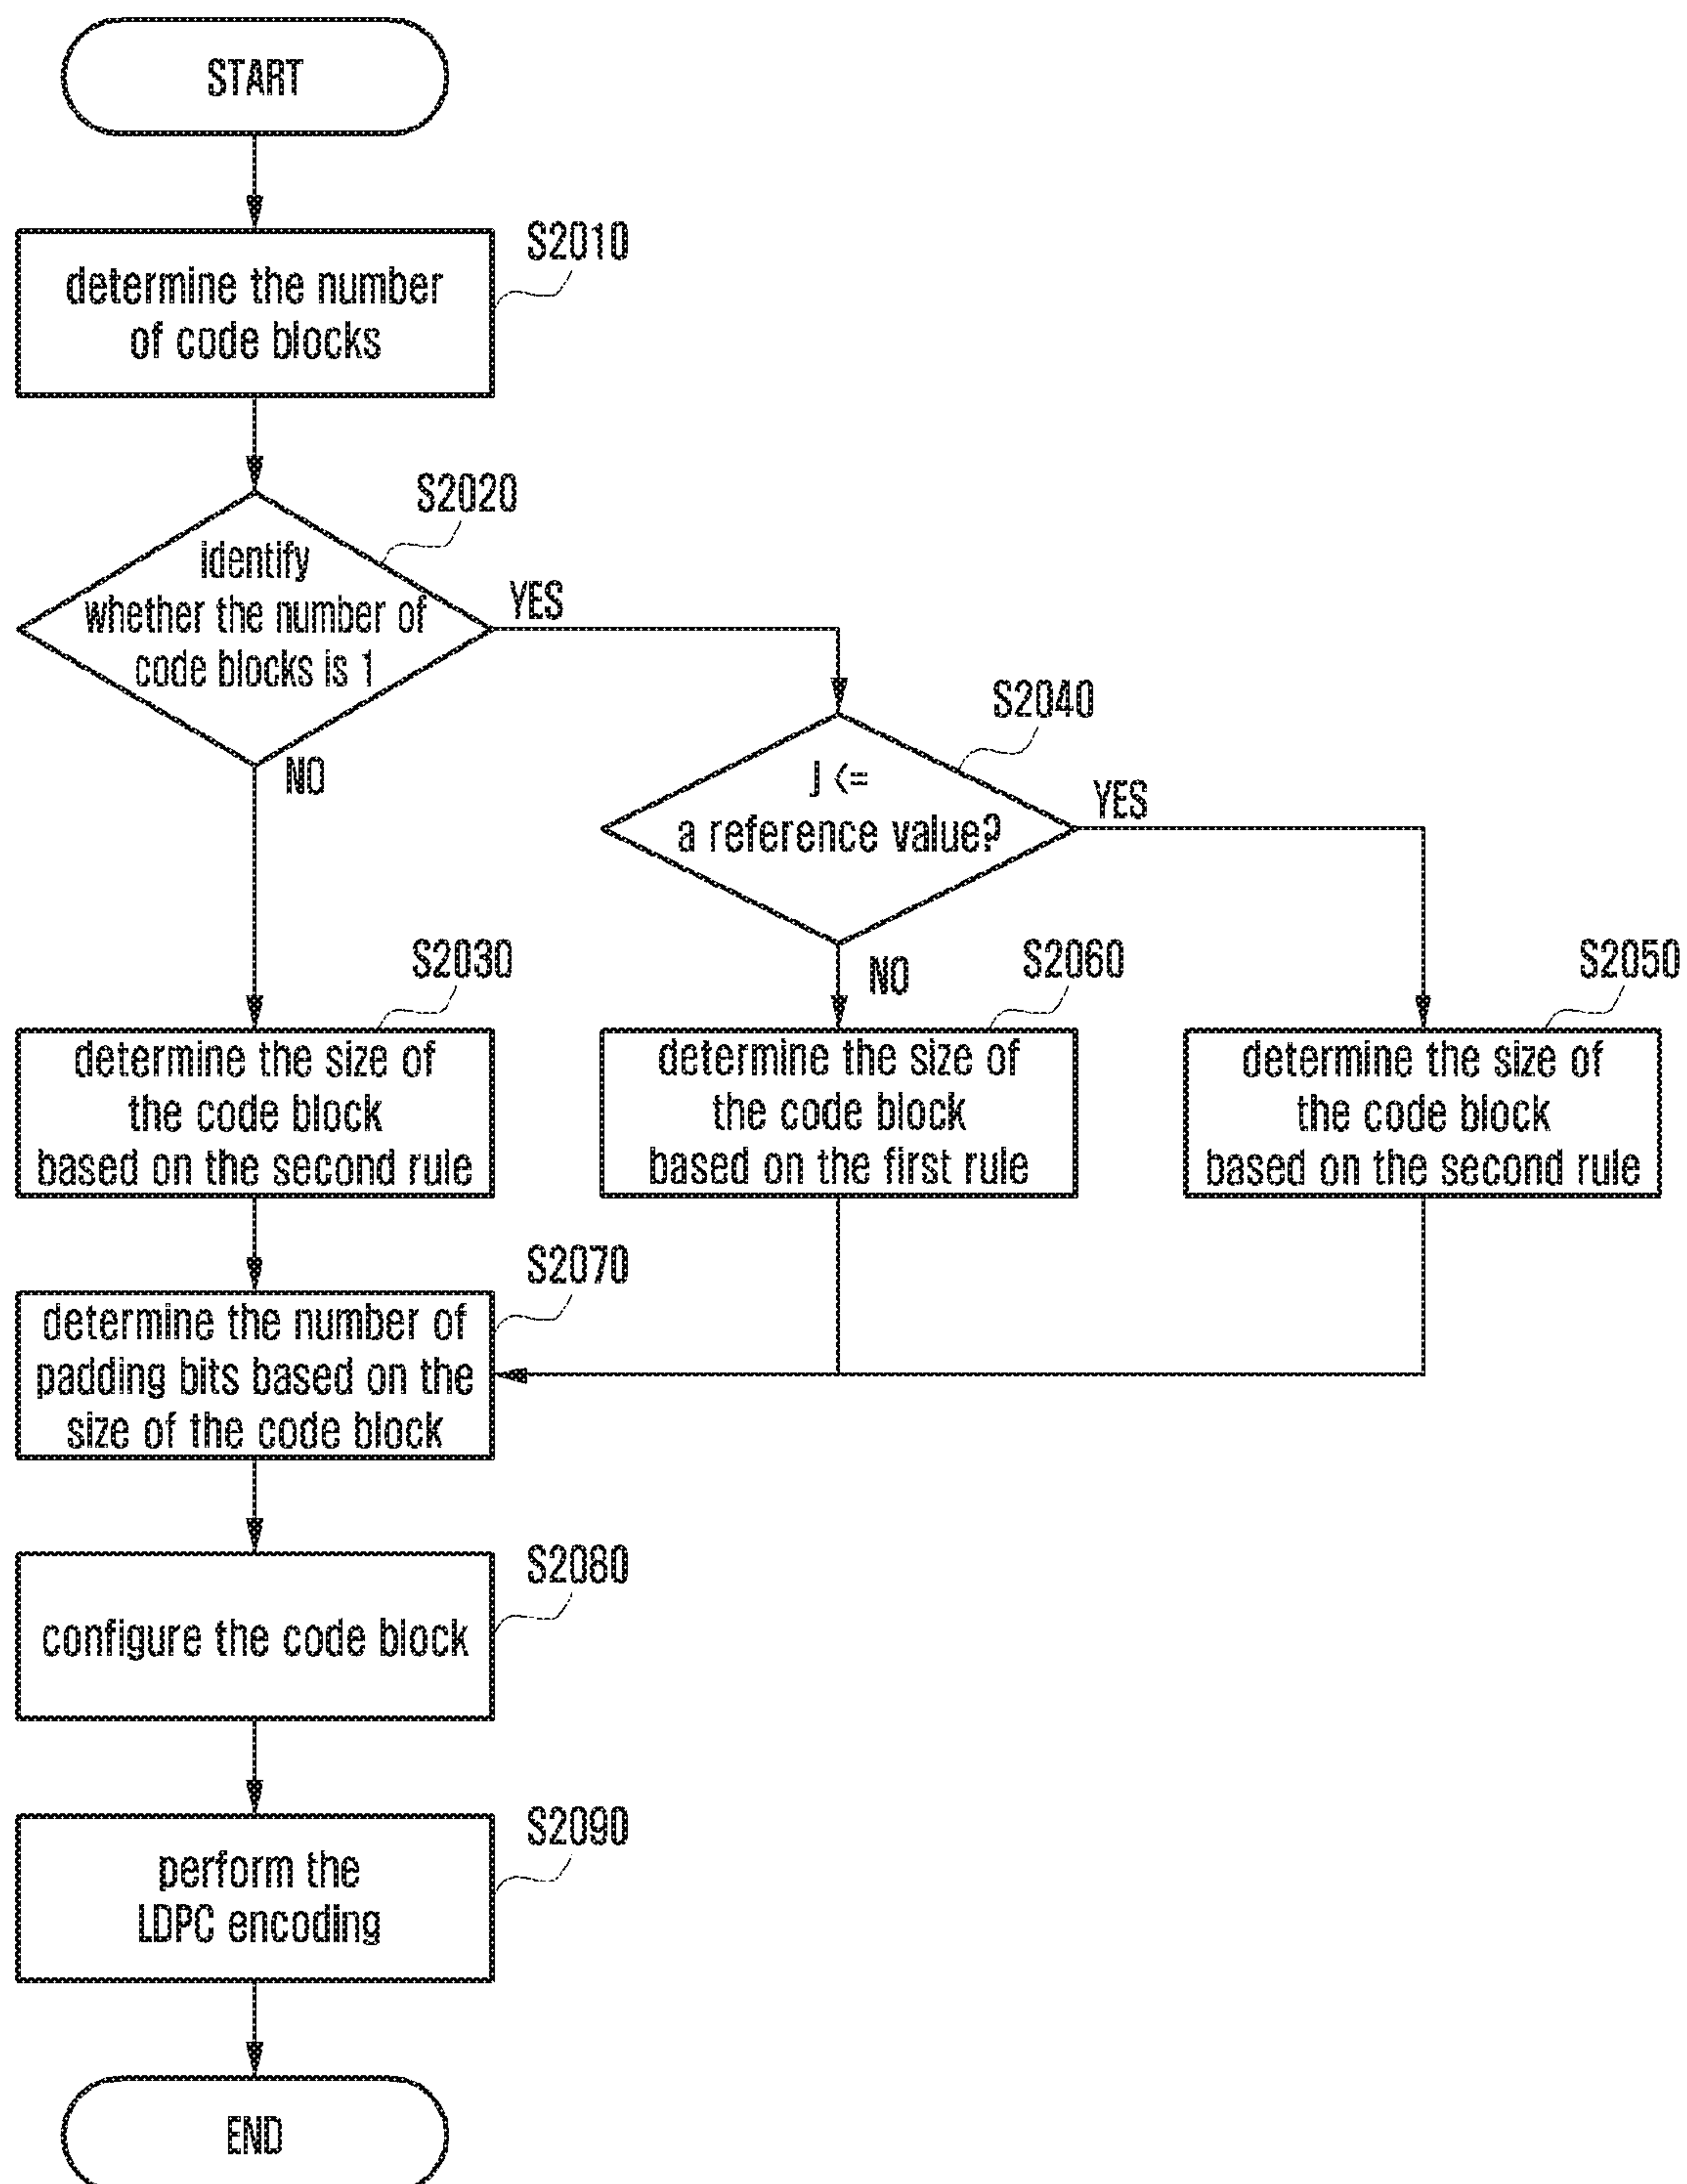 START
S2010
determine the number
of code blocks
S2020
identify
whether the number of
code blocks is 1
YES
NO
S2040
J <=
a reference value?
YES
NO
S2030
determine the size of
the code block
based on the second rule
S2060
determine the size of
the code block
based on the first rule
S2050
determine the size of
the code block
based on the second rule
S2070
determine the number of
padding bits based on the
size of the code block
S2080
configure the code block
S2090
perform the
LDPC encoding
END